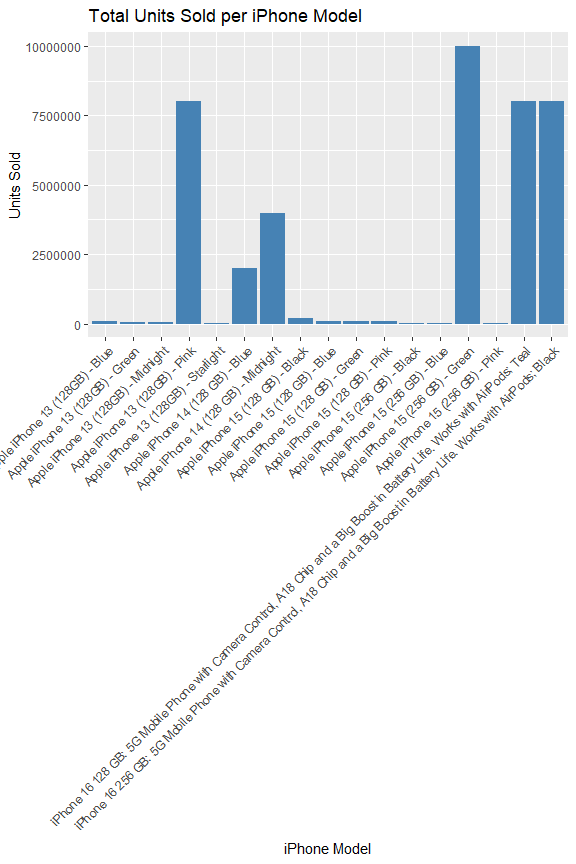 Total Units Sold per iPhone Model
Units Sold
10000000
7500000
5000000
2500000
0
ple iPhone 13 (128GB) - Blue
Apple iPhone 13 (128GB) - Green
Apple iPhone 13 (128GB) - Midnight
Apple iPhone 13 (128GB) - Pink
Apple iPhone 13 (128GB) - Starlight
Apple iPhone 14 (128 GB) - Blue
Apple iPhone 14 (128 GB) - Midnight
Apple iPhone 15 (128 GB) - Black
Apple iPhone 15 (128 GB) - Blue
Apple iPhone 15 (128 GB) - Green
Apple iPhone 15 (128 GB) - Pink
Apple iPhone 15 (256 GB) - Black
Apple iPhone 15 (256 GB) - Blue
Apple iPhone 15 (256 GB) - Green
Apple iPhone 15 (256 GB) - Pink
iPhone 16 128 GB: 5G Mobile Phone with Camera Control, A18 Chip and a Big Boost in Battery Life. Works with AirPods: Teal
iPhone 16 256 GB: 5G Mobile Phone with Camera Control, A18 Chip and a Big Boost in Battery Life. Works with AirPods: Black
iPhone Model